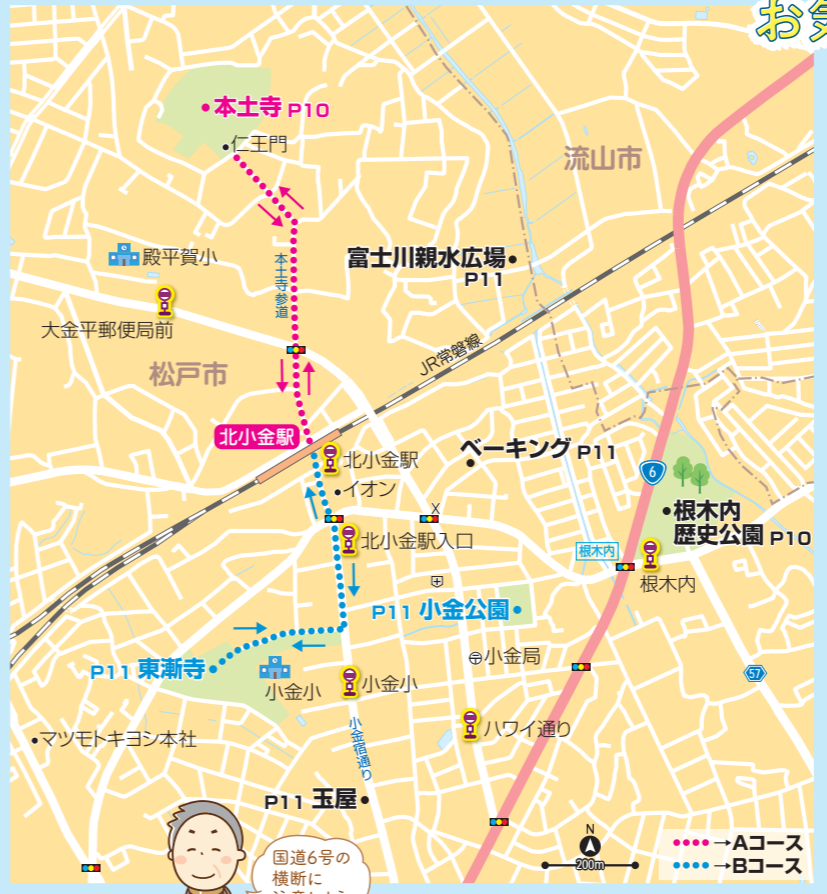 お気
本土寺 P10
仁王門
流山市
殿平賀小
本土寺参道
富士川親水広場
P11
大金平郵便局前
JR常磐線
松戸市
北小金駅
北小金駅
ベーキング P11
イオン
6
X
根木内
歴史公園 P10
北小金駅入口
根木内
根木内
P11 小金公園
P11 東漸寺
小金局
57
小金小
小金小
ハワイ通り
小金宿通り
マツモトキヨシ本社
P11 玉屋
N
200m
→Aコース
→Bコース
国道6号の
横断に